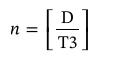 n = [D/T3]